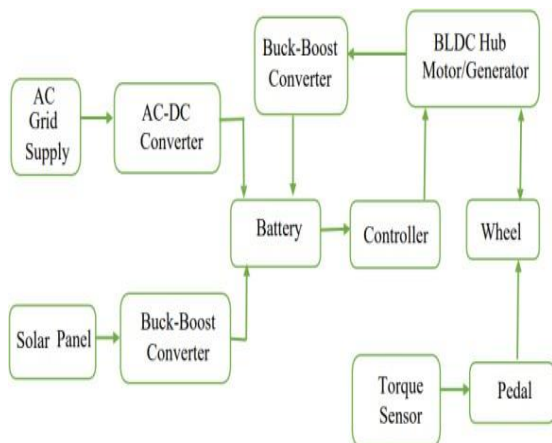 Buck-Boost
Converter
BLDC Hub
Motor/Generator
AC
Grid
Supply
AC-DC
Converter
Battery
Controller
Wheel
Solar Panel
Buck-Boost
Converter
Torque
Sensor
Pedal